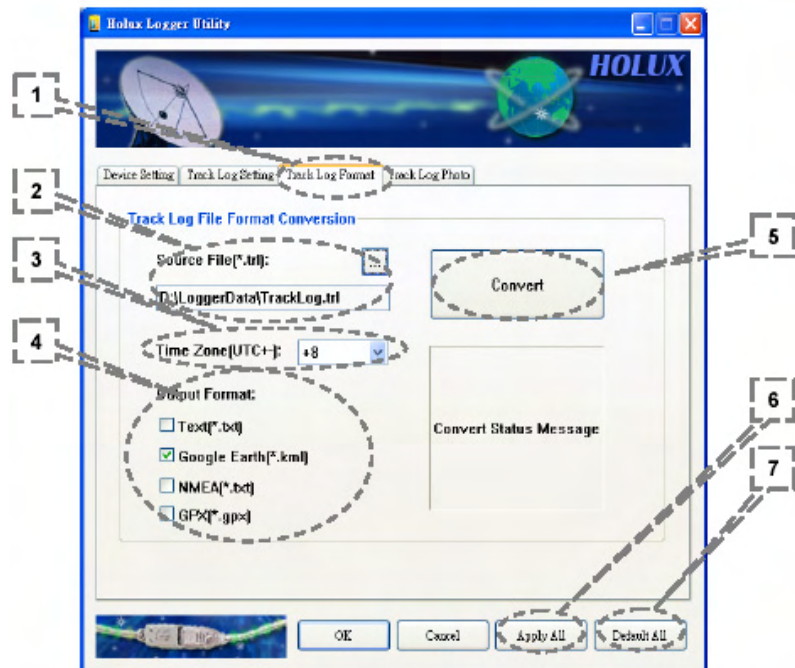 Holux Logger Utility
HOLUX
1
Device Setting Track Log Setting Track Log Format Track Log Photo
2
Track Log File Format Conversion
5
3
Source File(*.trl):
...
Convert
D:\LoggerData\TrackLog.trl
4
Time Zone(UTC+-): +8
Output Format:
6
Text(*.txt)
Convert Status Message
Google Earth(*.kml)
7
NMEA(*.txt)
GPX(*.gpx)
OK Cancel Apply All Default All